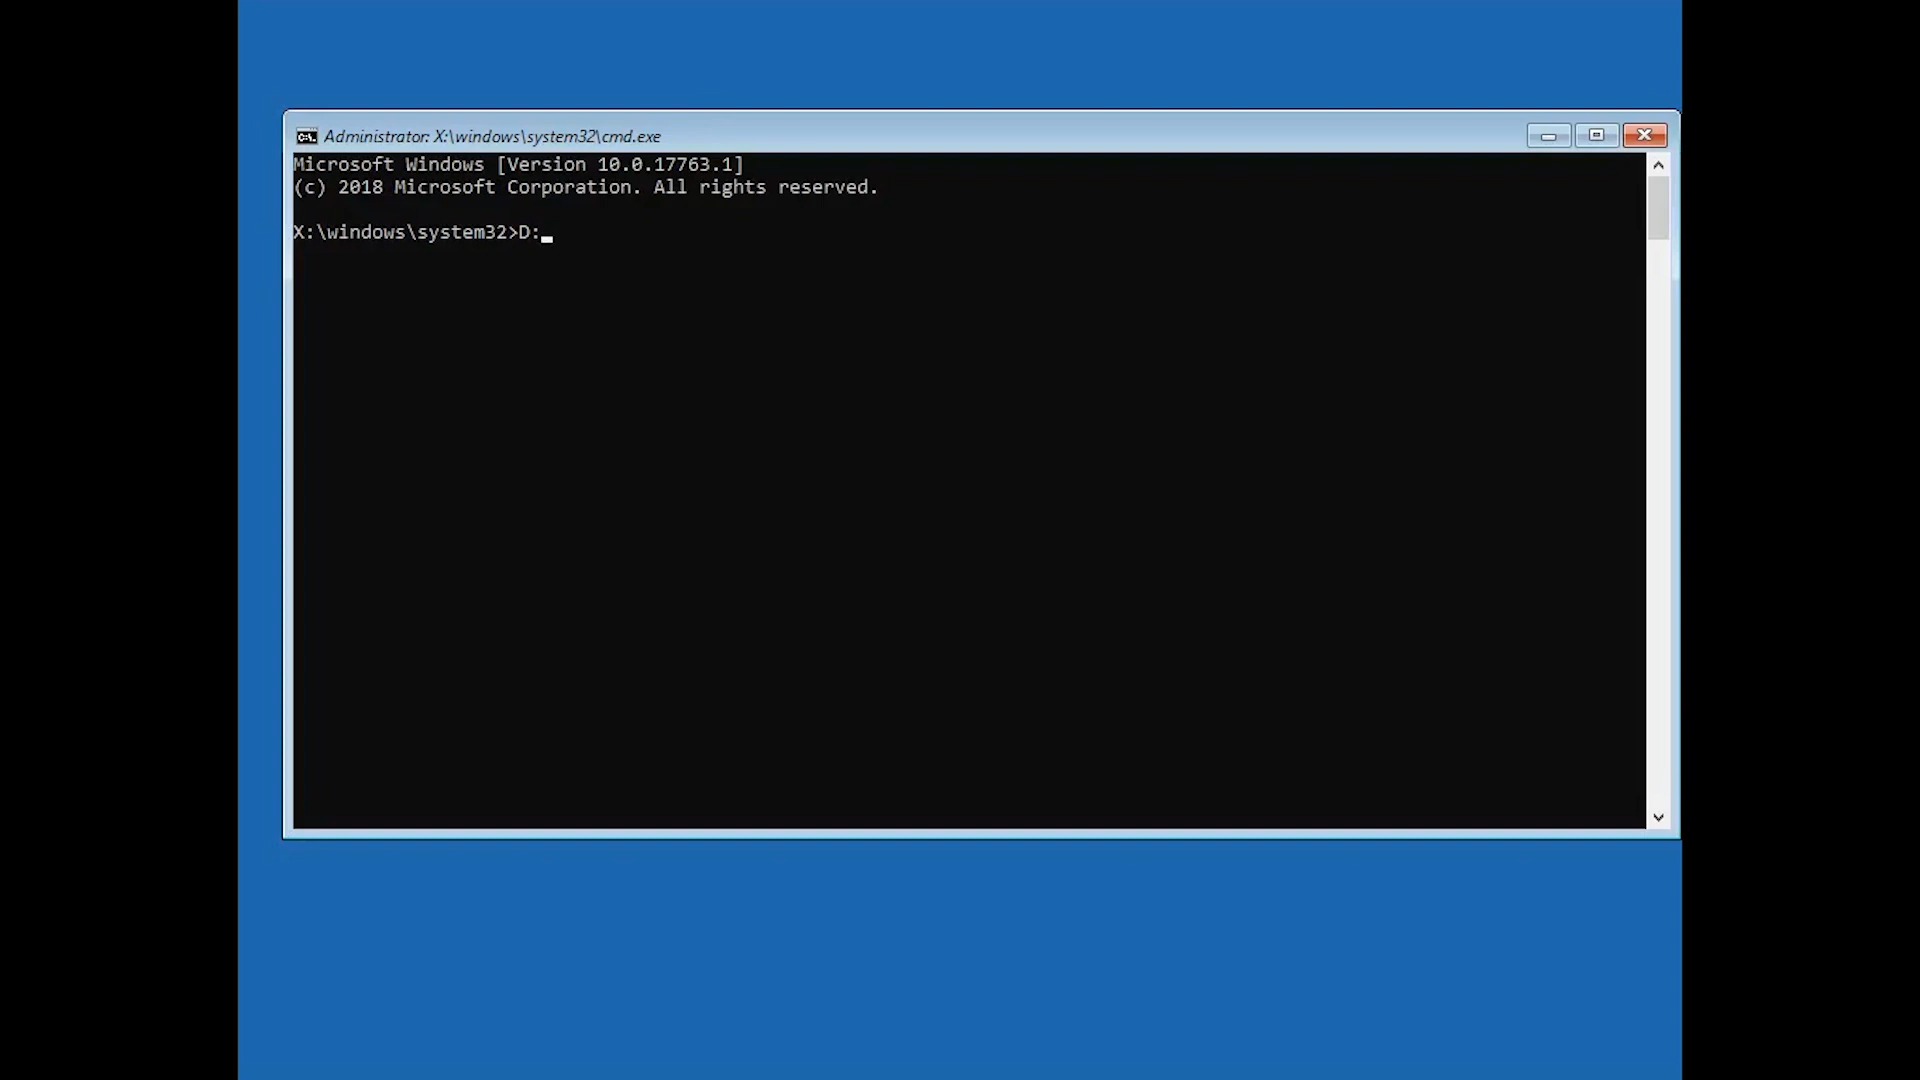 Administrator: X:\windows\system32\cmd.exe
Microsoft Windows [Version 10.0.17763.1]
(c) 2018 Microsoft Corporation. All rights reserved.
X:\windows\system32>D: